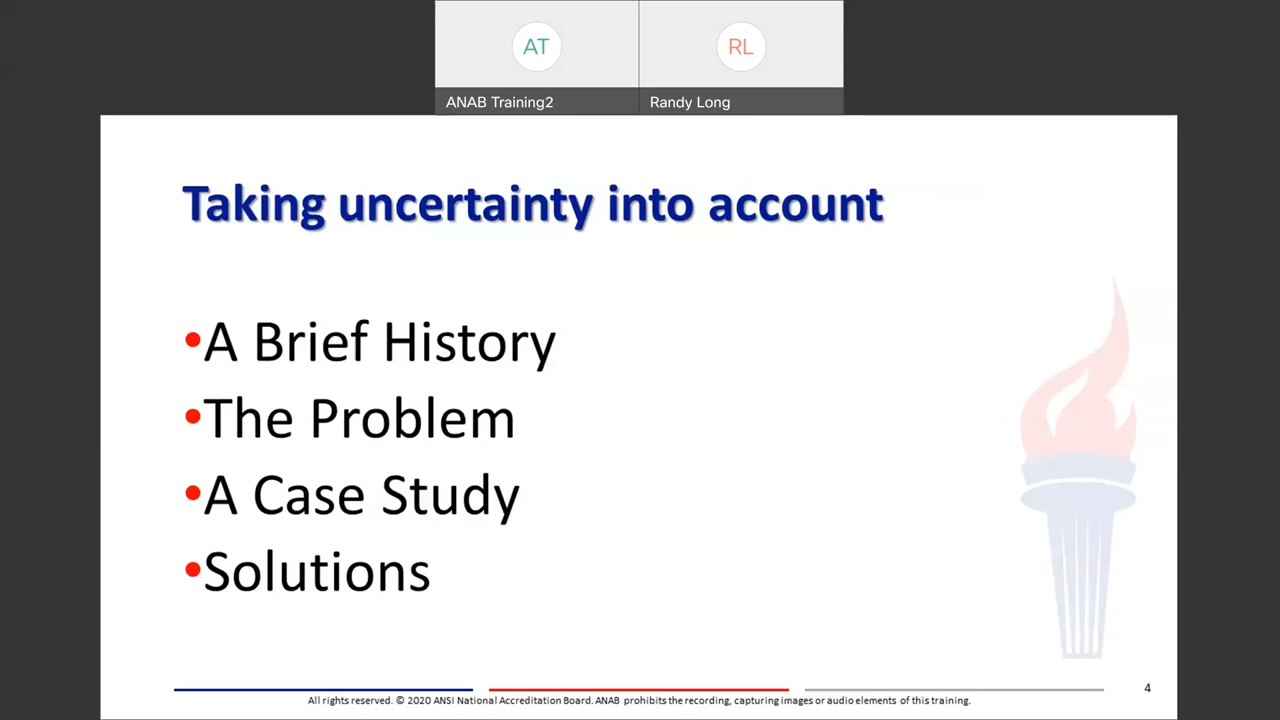 AT
RL
ANAB Training2
Randy Long
Taking uncertainty into account
•A Brief History
•The Problem
•A Case Study
•Solutions
4
All rights reserved. © 2020 ANSI National Accreditation Board. ANAB prohibits the recording, capturing images or audio elements of this training.